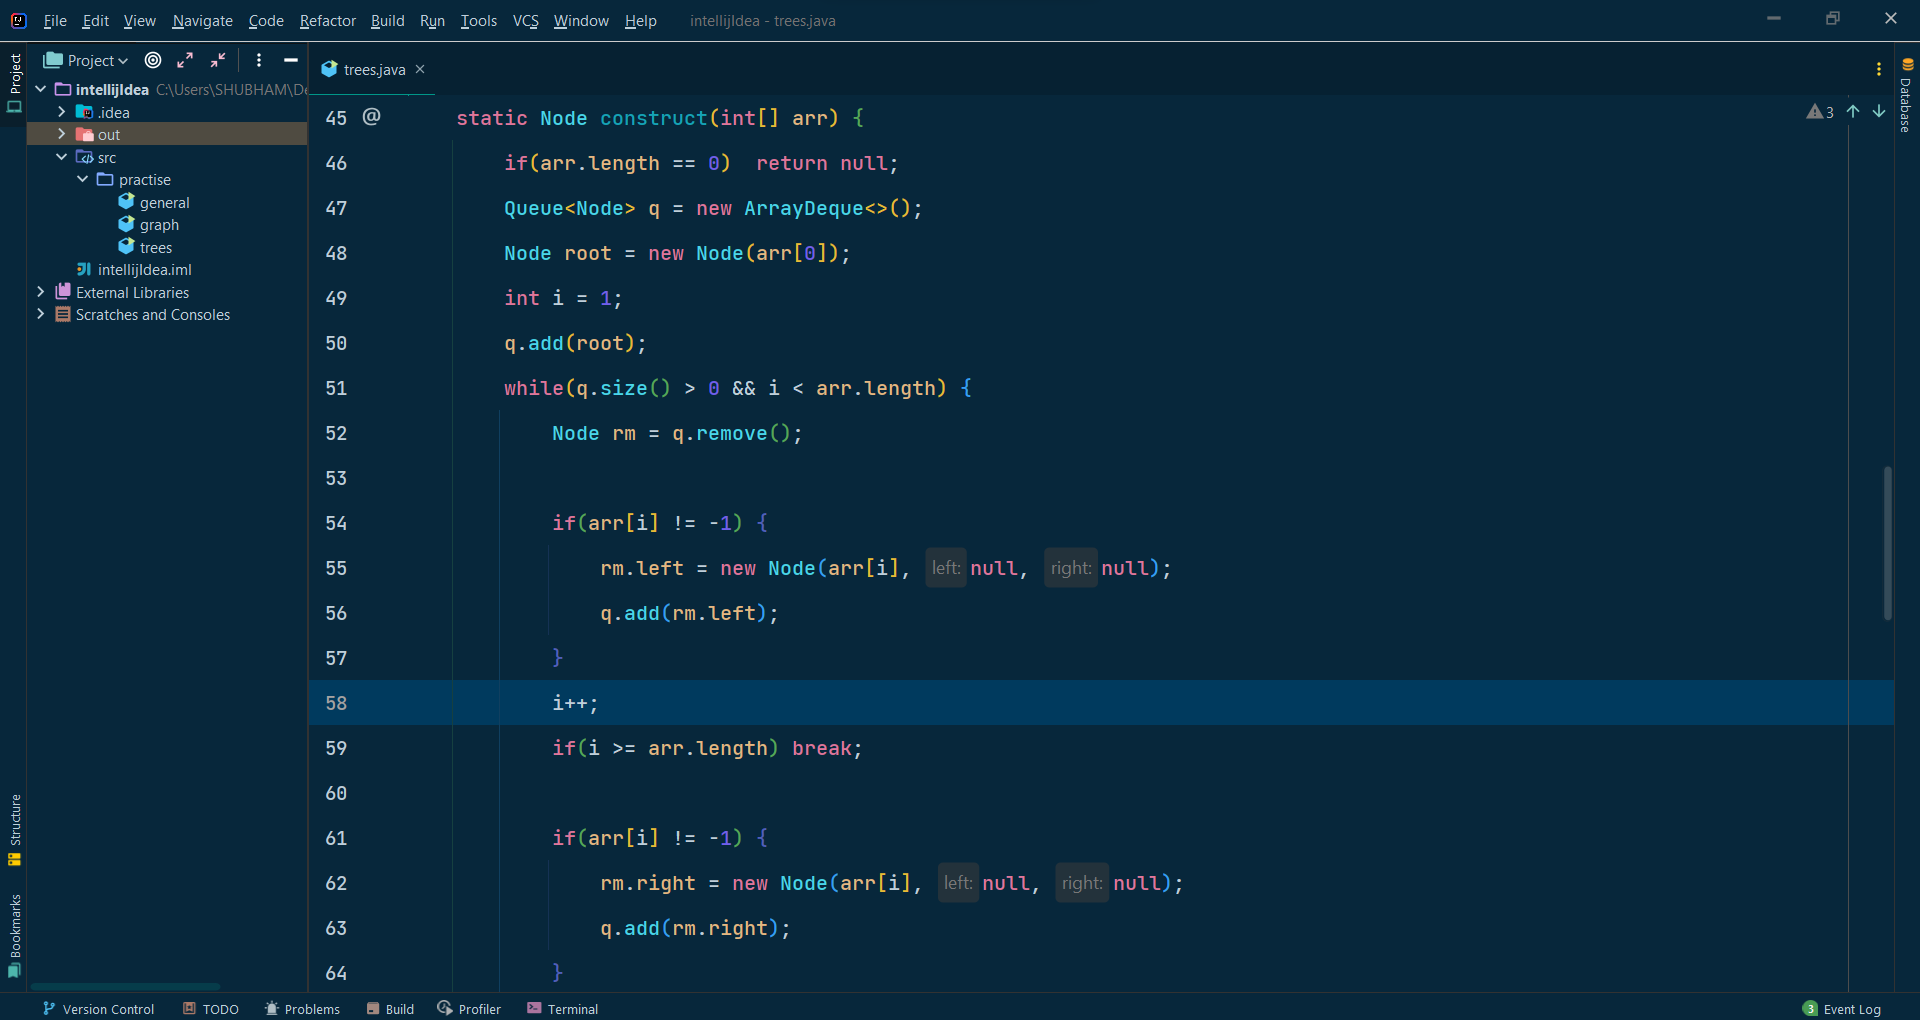 File Edit View Navigate Code Refactor Build Run Tools VCS Window Help intellijIdea - trees.java
Project
Project
intellijIdea C:\Users\SHUBHAM\De
.idea
out
src
practise
general
graph
trees
intellijIdea.iml
External Libraries
Scratches and Consoles
Structure
Bookmarks
trees.java
3
Database
45 @ static Node construct(int[] arr) {
46 if(arr.length == 0)  return null;
47 Queue<Node> q = new ArrayDeque<>();
48 Node root = new Node(arr[0]);
49 int i = 1;
50 q.add(root);
51 while(q.size() > 0 && i < arr.length) {
52 Node rm = q.remove();
53
54 if(arr[i] != -1) {
55 rm.left = new Node(arr[i], left: null, right: null);
56 q.add(rm.left);
57 }
58 i++;
59 if(i >= arr.length) break;
60
61 if(arr[i] != -1) {
62 rm.right = new Node(arr[i], left: null, right: null);
63 q.add(rm.right);
64 }
Version Control TODO Problems Build Profiler Terminal 3 Event Log